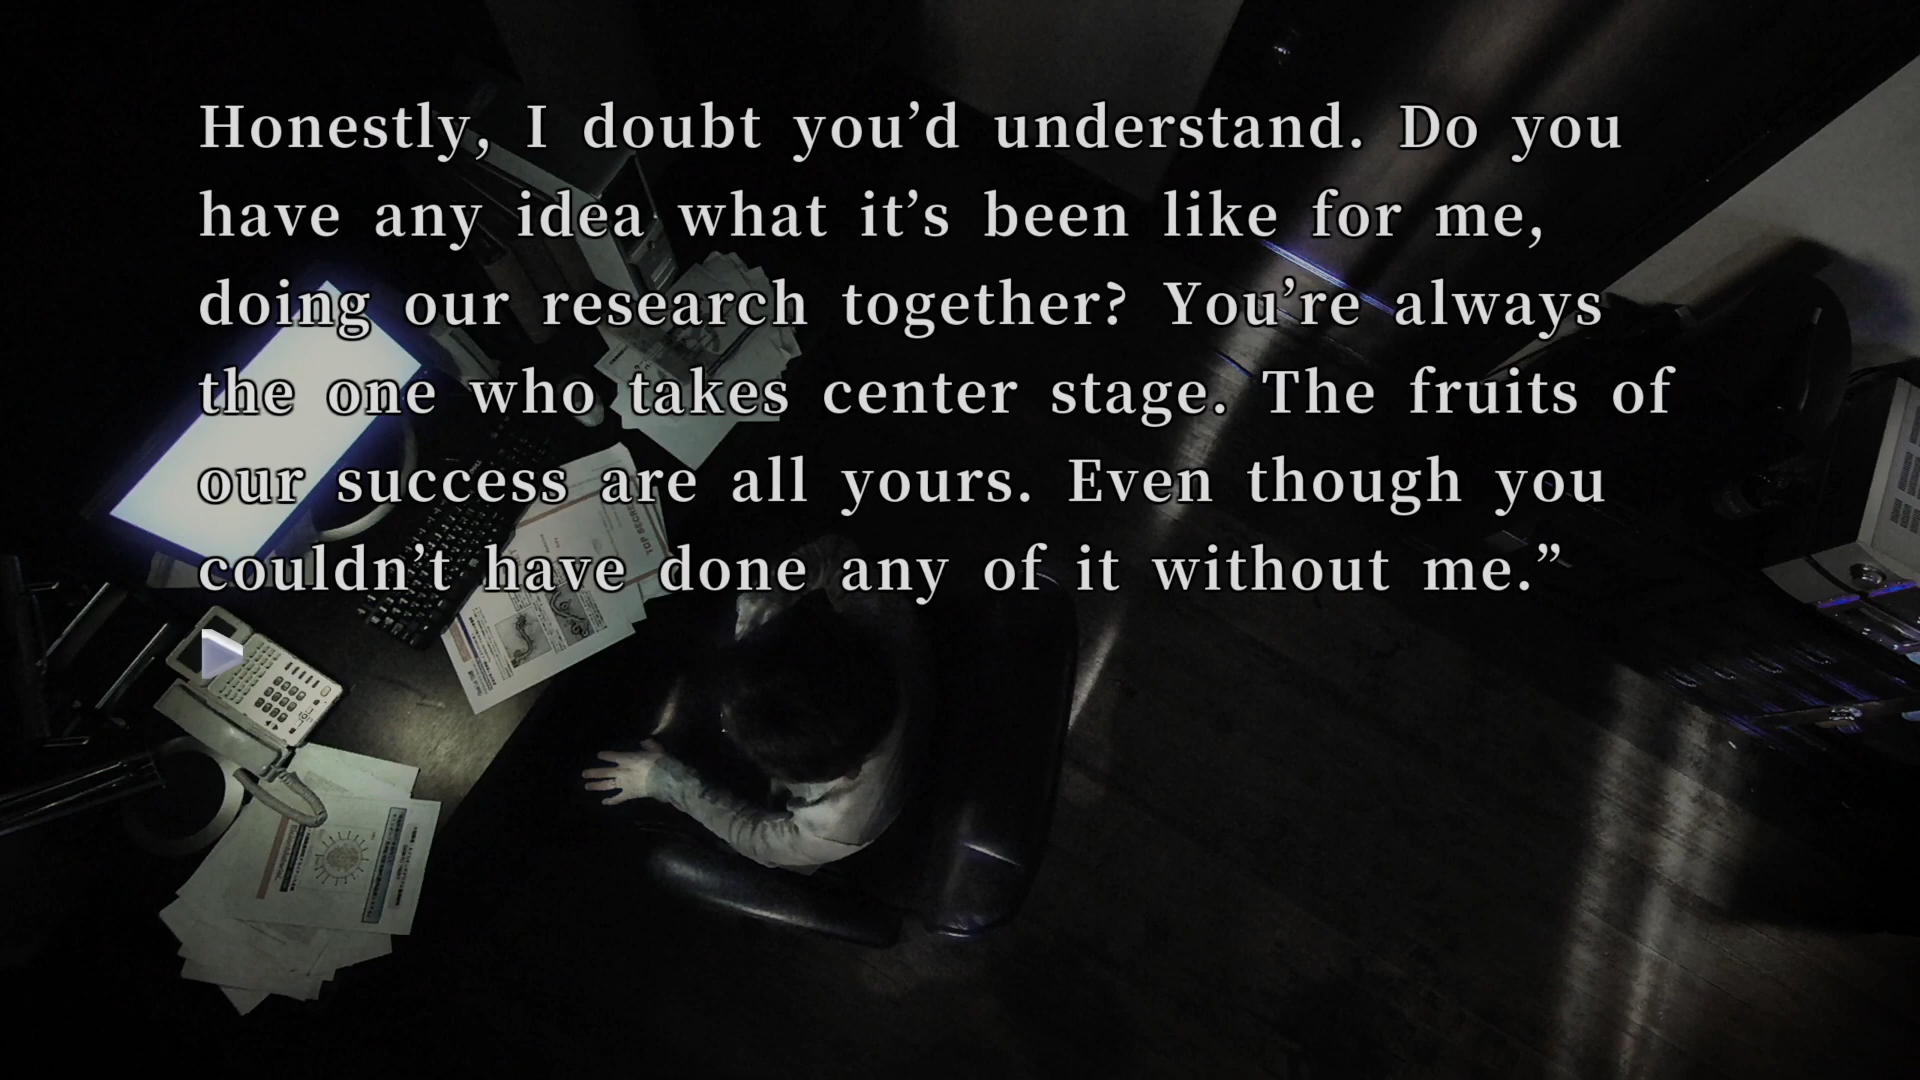 Honestly, I doubt you’d understand. Do you
have any idea what it’s been like for me,
doing our research together? You’re always
the one who takes center stage. The fruits of
our success are all yours. Even though you
couldn’t have done any of it without me.”
TOP SECRET